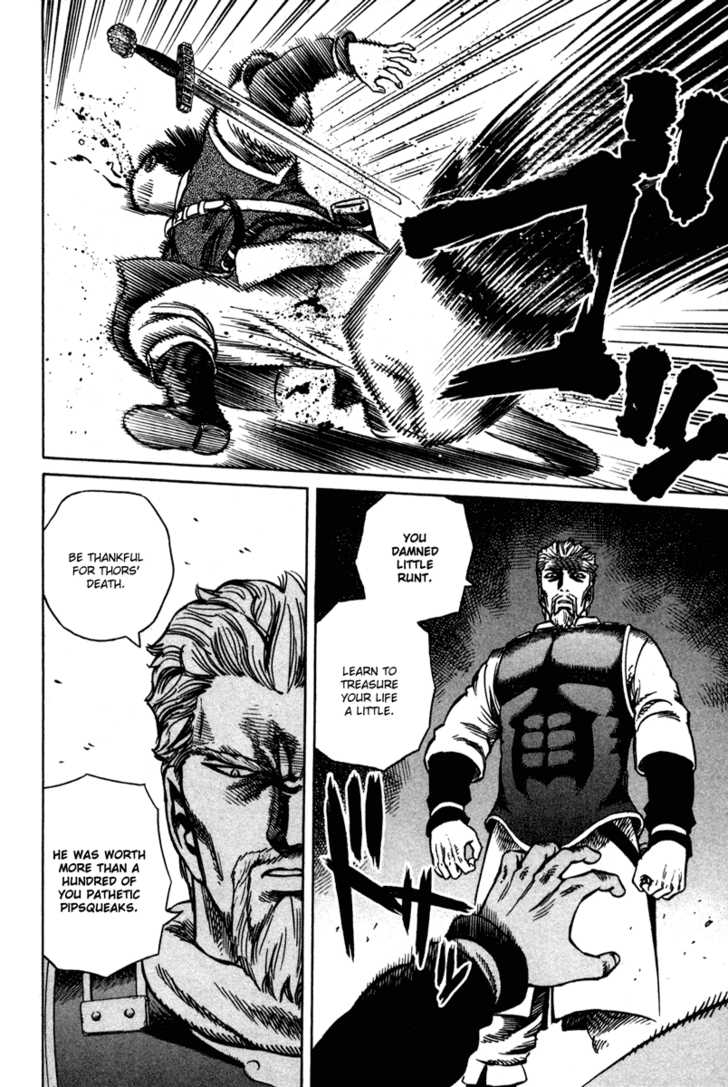 YOU
DAMNED
LITTLE
RUNT.
LEARN TO
TREASURE
YOUR LIFE
A LITTLE.
BE THANKFUL
FOR THORS'
DEATH.
HE WAS WORTH
MORE THAN A
HUNDRED OF
YOU PATHETIC
PIPSQUEAKS.